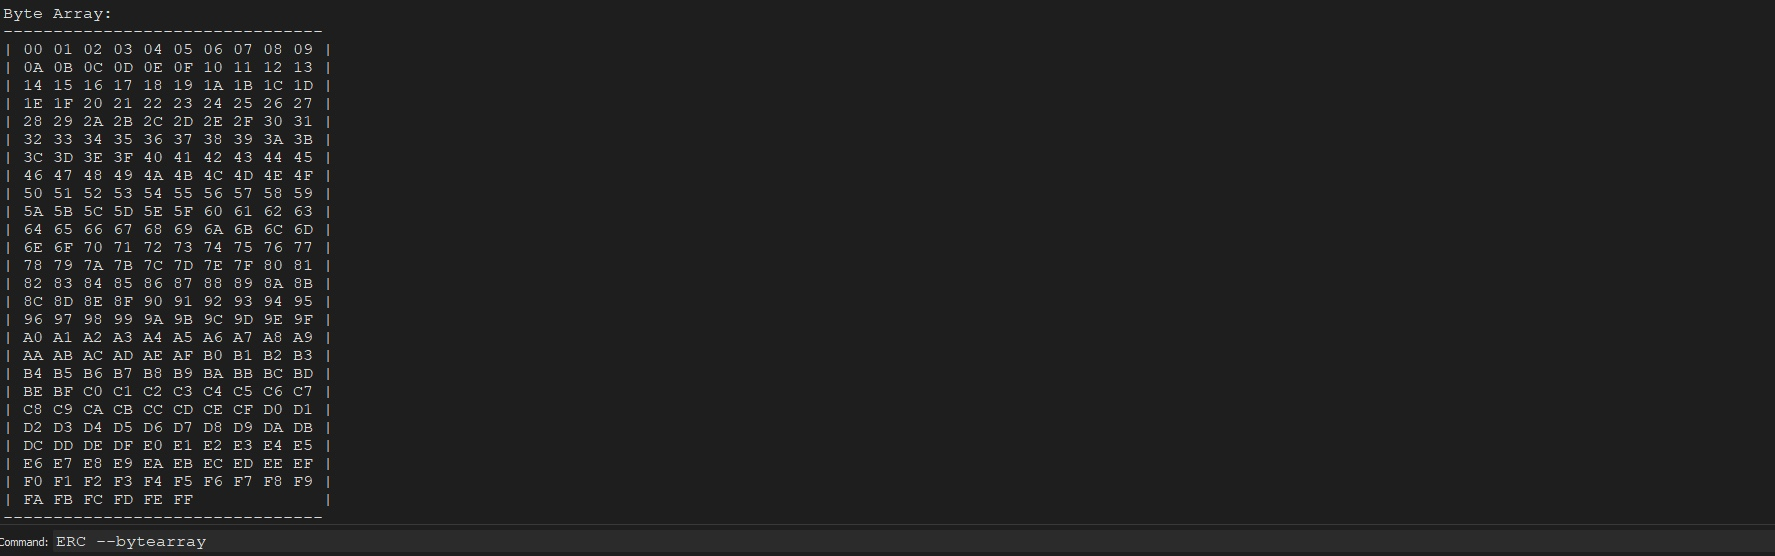 Byte Array:
--------------------------------
| 00 01 02 03 04 05 06 07 08 09 |
| 0A 0B 0C 0D 0E 0F 10 11 12 13 |
| 14 15 16 17 18 19 1A 1B 1C 1D |
| 1E 1F 20 21 22 23 24 25 26 27 |
| 28 29 2A 2B 2C 2D 2E 2F 30 31 |
| 32 33 34 35 36 37 38 39 3A 3B |
| 3C 3D 3E 3F 40 41 42 43 44 45 |
| 46 47 48 49 4A 4B 4C 4D 4E 4F |
| 50 51 52 53 54 55 56 57 58 59 |
| 5A 5B 5C 5D 5E 5F 60 61 62 63 |
| 64 65 66 67 68 69 6A 6B 6C 6D |
| 6E 6F 70 71 72 73 74 75 76 77 |
| 78 79 7A 7B 7C 7D 7E 7F 80 81 |
| 82 83 84 85 86 87 88 89 8A 8B |
| 8C 8D 8E 8F 90 91 92 93 94 95 |
| 96 97 98 99 9A 9B 9C 9D 9E 9F |
| A0 A1 A2 A3 A4 A5 A6 A7 A8 A9 |
| AA AB AC AD AE AF B0 B1 B2 B3 |
| B4 B5 B6 B7 B8 B9 BA BB BC BD |
| BE BF C0 C1 C2 C3 C4 C5 C6 C7 |
| C8 C9 CA CB CC CD CE CF D0 D1 |
| D2 D3 D4 D5 D6 D7 D8 D9 DA DB |
| DC DD DE DF E0 E1 E2 E3 E4 E5 |
| E6 E7 E8 E9 EA EB EC ED EE EF |
| F0 F1 F2 F3 F4 F5 F6 F7 F8 F9 |
| FA FB FC FD FE FF             |
--------------------------------
Command: ERC --bytearray